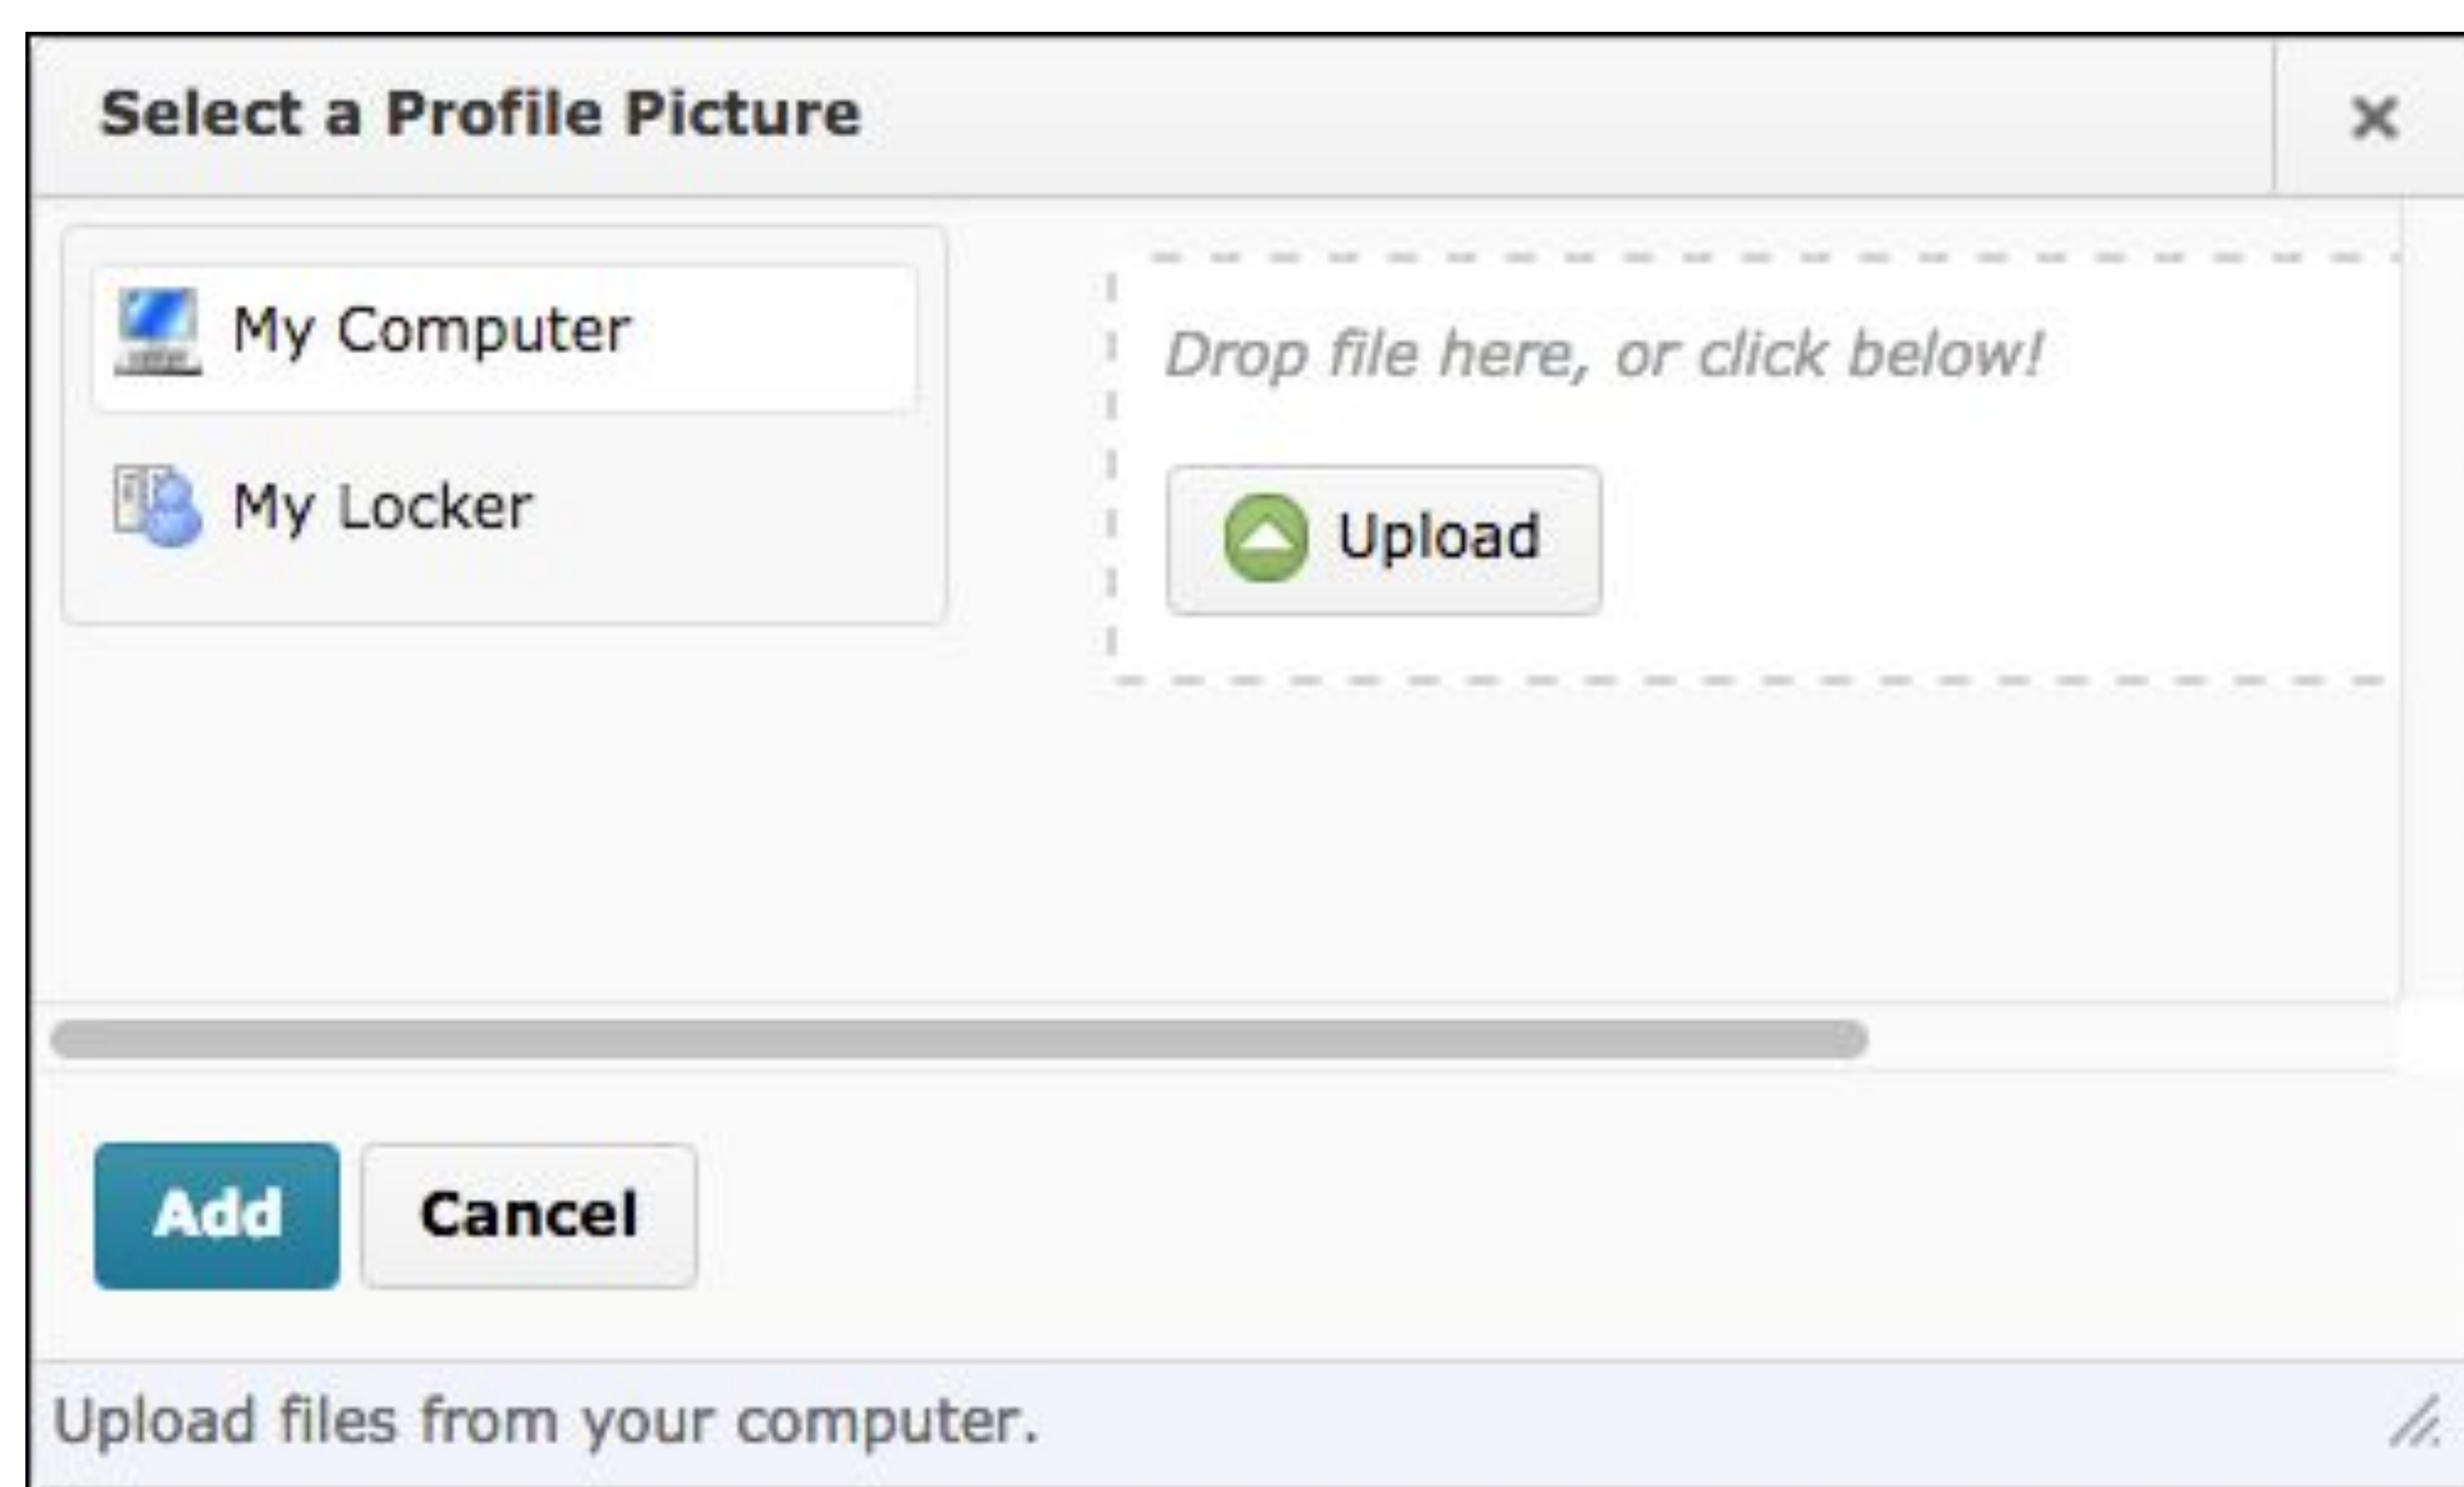 Select a Profile Picture
My Computer
My Locker
Drop file here, or click below!
Upload
Add
Cancel
Upload files from your computer.